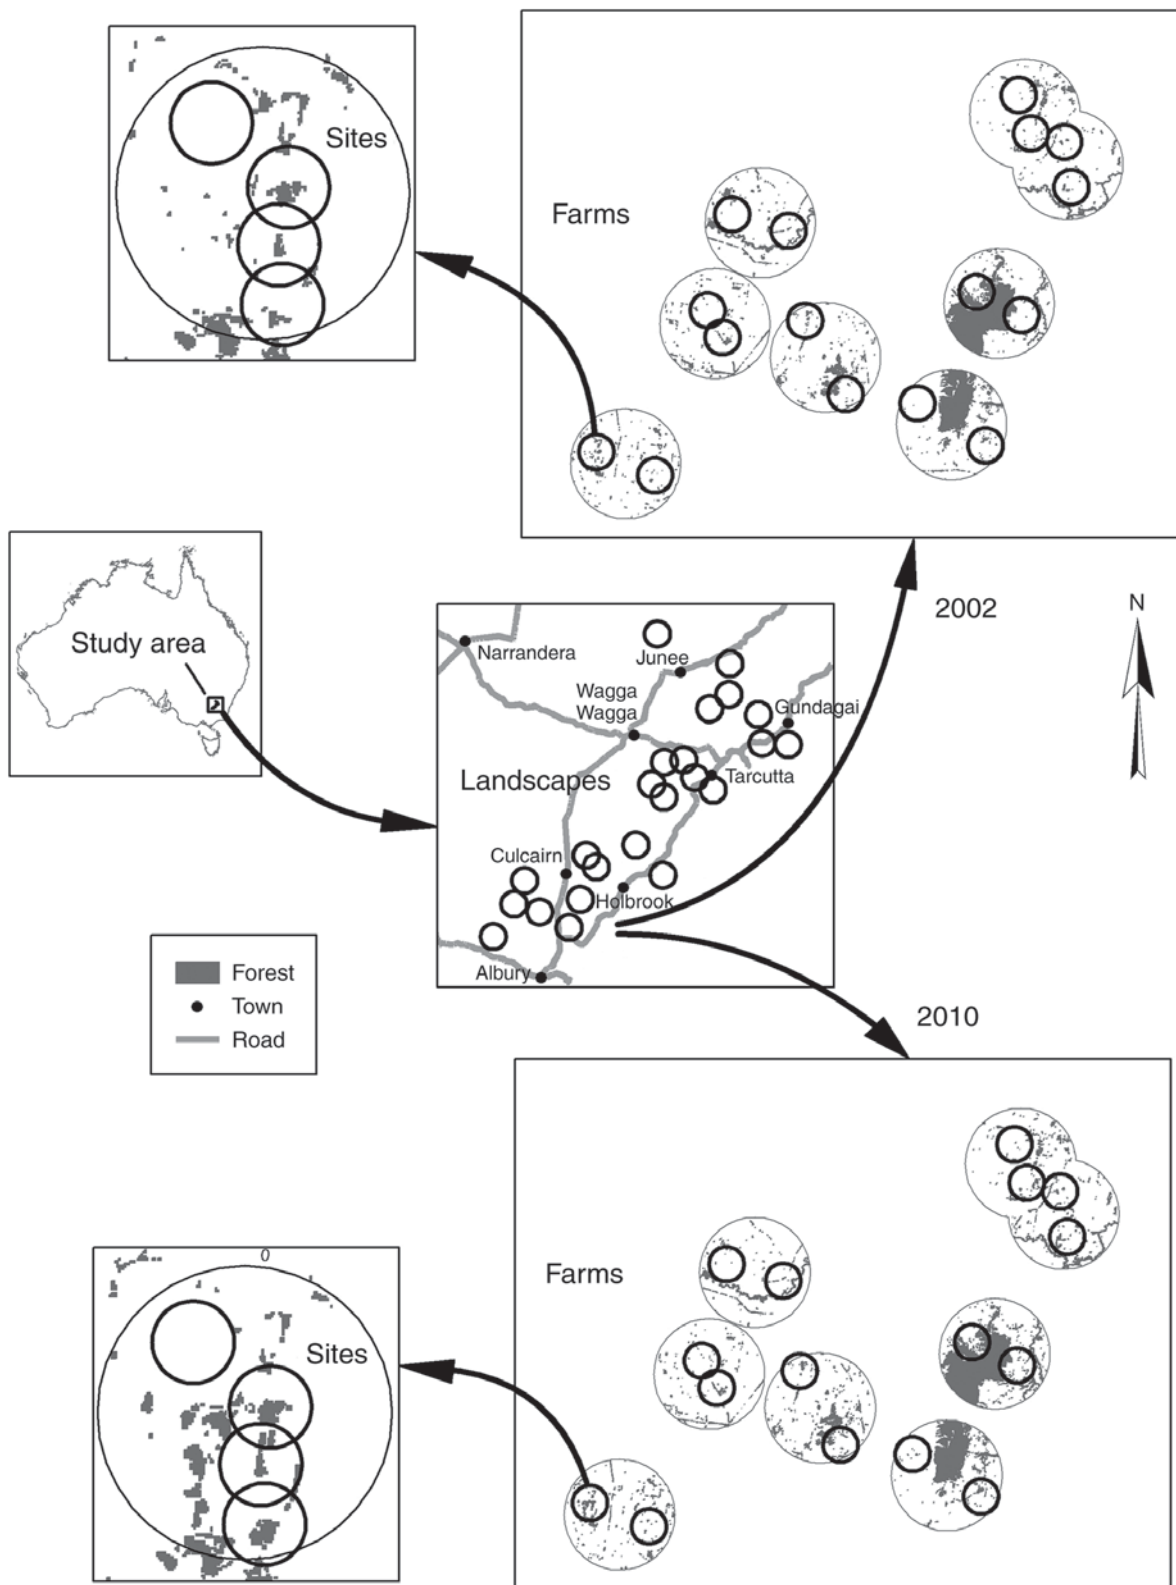 Sites
Farms
Study area
2002
N
Narrandera
Junee
Wagga
Wagga
Gundagai
Landscapes
Tarcutta
Culcairn
Holbrook
Albury
Forest
Town
Road
2010
0
Sites
Farms